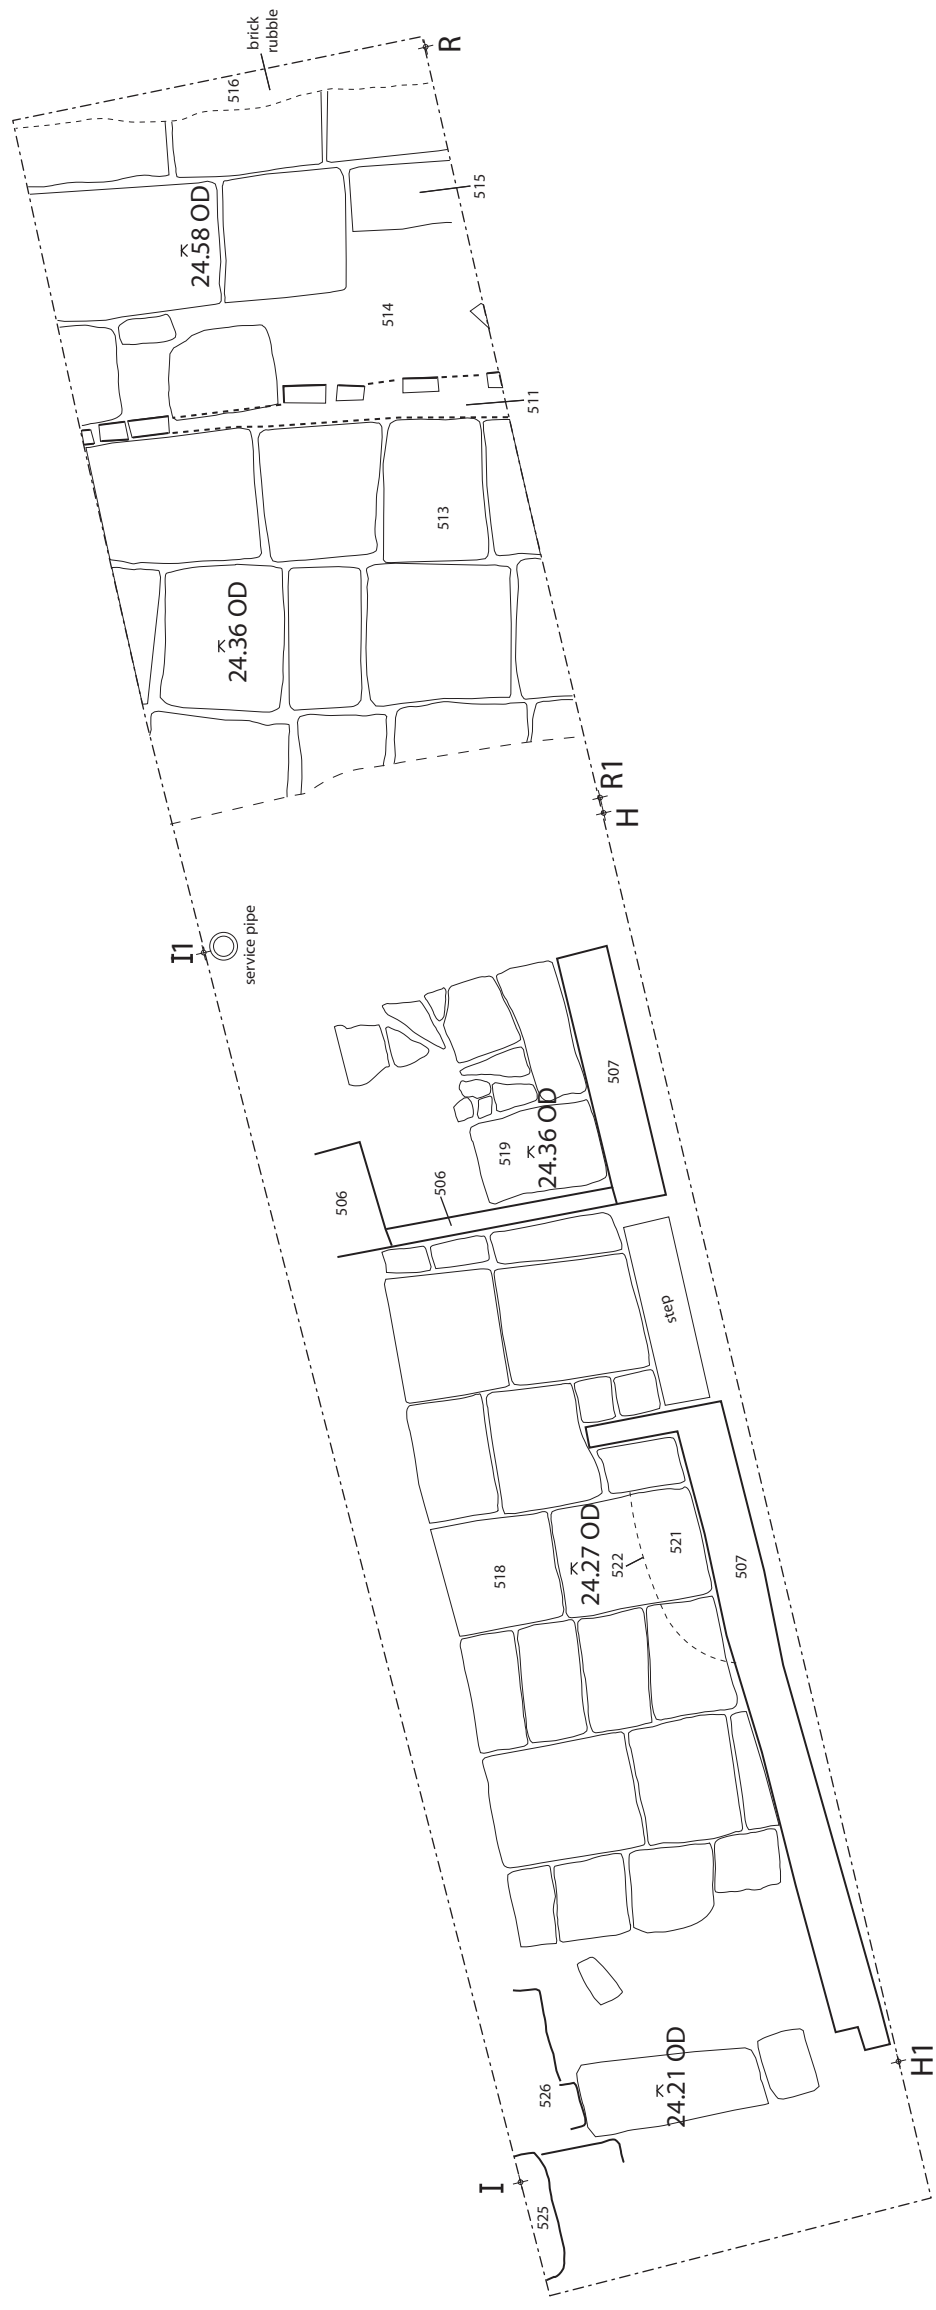 brick
rubble
R
516
24.58 OD
515
514
511
513
24.36 OD
R1
H
I1
service pipe
507
519
24.36 OD
506
506
step
518
24.27 OD
522
521
507
526
24.21 OD
H1
I
525